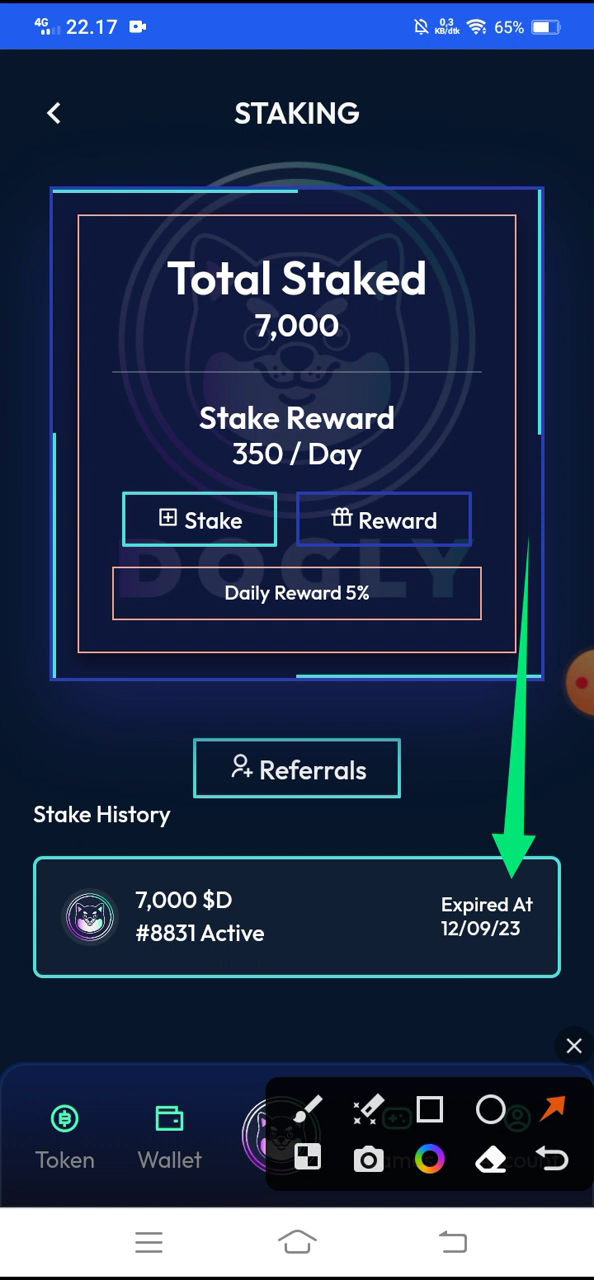 4G 22.17 0,3 KB/dtk 65%
STAKING
Total Staked
7,000
Stake Reward
350 / Day
Stake Reward
DOGLY
Daily Reward 5%
Referrals
Stake History
7,000 $D
#8831 Active
Expired At
12/09/23
Token Wallet